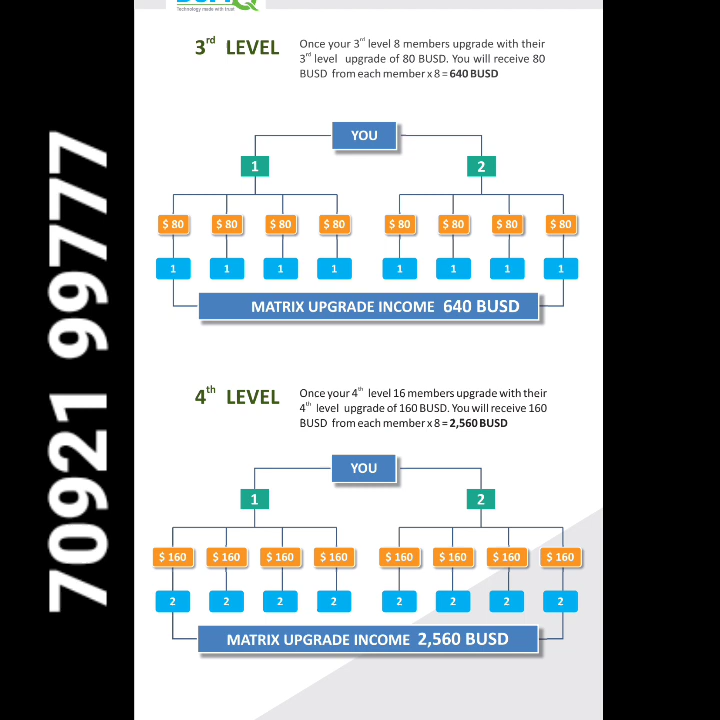 Technology made with trust
3rd LEVEL
Once your 3rd level 8 members upgrade with their
3rd level upgrade of 80 BUSD. You will receive 80
BUSD from each member x 8 = 640 BUSD
YOU
1 2
$ 80 $ 80 $ 80 $ 80 $ 80 $ 80 $ 80 $ 80
1 1 1 1 1 1 1 1
MATRIX UPGRADE INCOME 640 BUSD
4th LEVEL
Once your 4th level 16 members upgrade with their
4th level upgrade of 160 BUSD. You will receive 160
BUSD from each member x 8 = 2,560 BUSD
YOU
1 2
$ 160 $ 160 $ 160 $ 160 $ 160 $ 160 $ 160 $ 160
2 2 2 2 2 2 2 2
MATRIX UPGRADE INCOME 2,560 BUSD
70921 99777